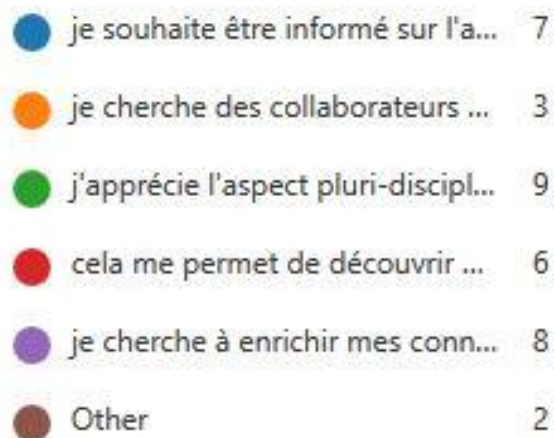 je souhaite être informé sur l'a... 7
je cherche des collaborateurs ... 3
j'apprécie l'aspect pluri-discipl... 9
cela me permet de découvrir ... 6
je cherche à enrichir mes conn... 8
Other 2